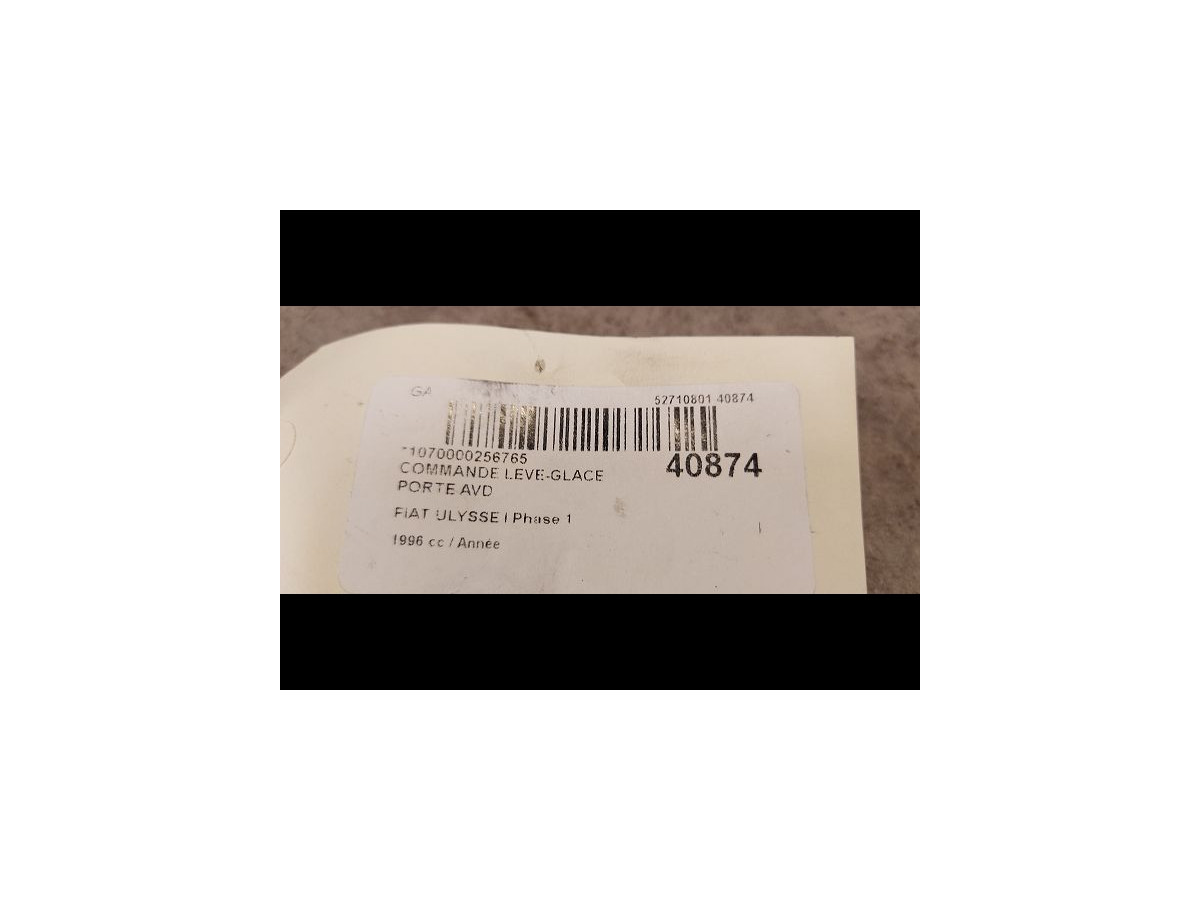 GA
52710801 40874
*1070000256765
40874
COMMANDE LEVE-GLACE
PORTE AVD
FIAT ULYSSE I Phase 1
1996 cc / Année